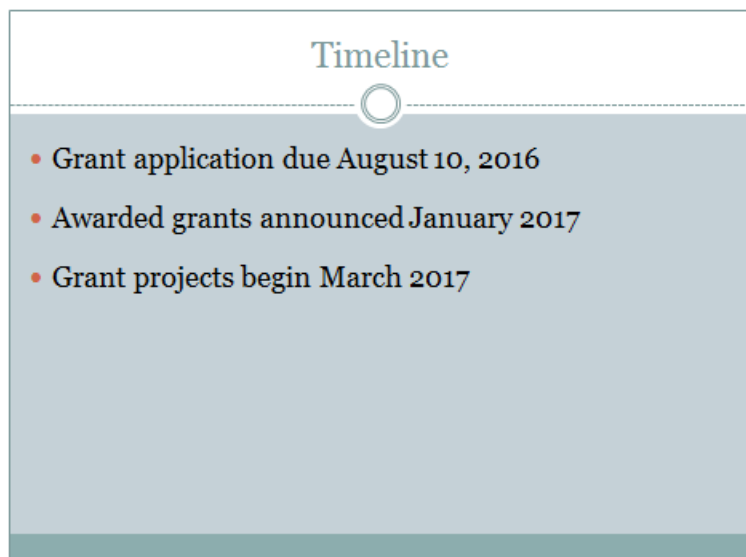 Timeline
Grant application due August 10, 2016
Awarded grants announced January 2017
Grant projects begin March 2017